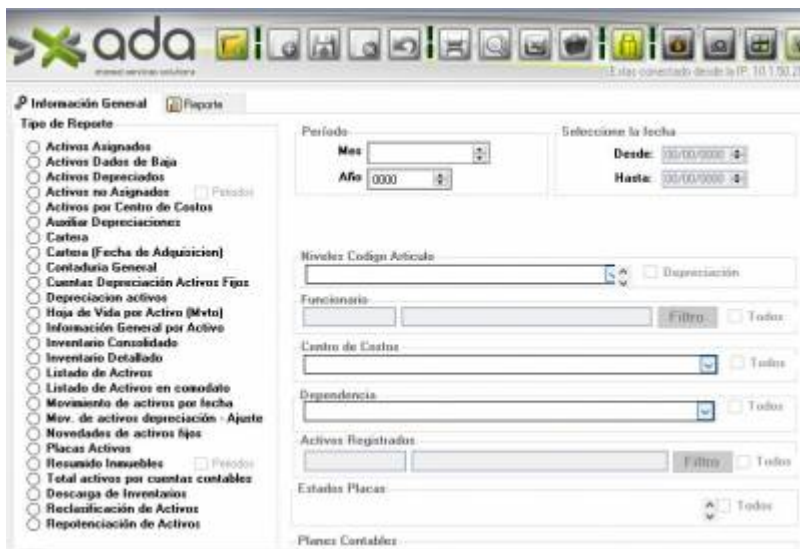 ada
Estas conectado desde la IP: 10.1.50.2
Información General
Reporte
Tipo de Reporte
Activos Asignados
Activos Dados de Baja
Activos Depreciados
Activos no Asignados
Periodos
Activos por Centro de Costos
Auxiliar Depreciaciones
Cartera
Cartera (Fecha de Adquisicion)
Contaduria General
Cuentas Depreciación Activos Fijos
Depreciacion activos
Hoja de Vida por Activo (Mvto)
Información General por Activo
Inventario Consolidado
Inventario Detallado
Listado de Activos
Listado de Activos en comodato
Movimiento de activos por fecha
Mov. de activos depreciación - Ajuste
Novedades de activos fijos
Placas Activos
Resumido Inmuebles
Periodos
Total activos por cuentas contables
Descarga de Inventarios
Reclasificación de Activos
Repotenciación de Activos
Período
Mes
Año 0000
Seleccione la fecha
Desde: 00/00/0000
Hasta: 00/00/0000
Niveles Codigo Articulo
Depreciación
Funcionario
Filtro
Todos
Centro de Costos
Todos
Dependencia
Todos
Activos Registrados
Filtro
Todos
Estados Placas
Todos
Planes Contables